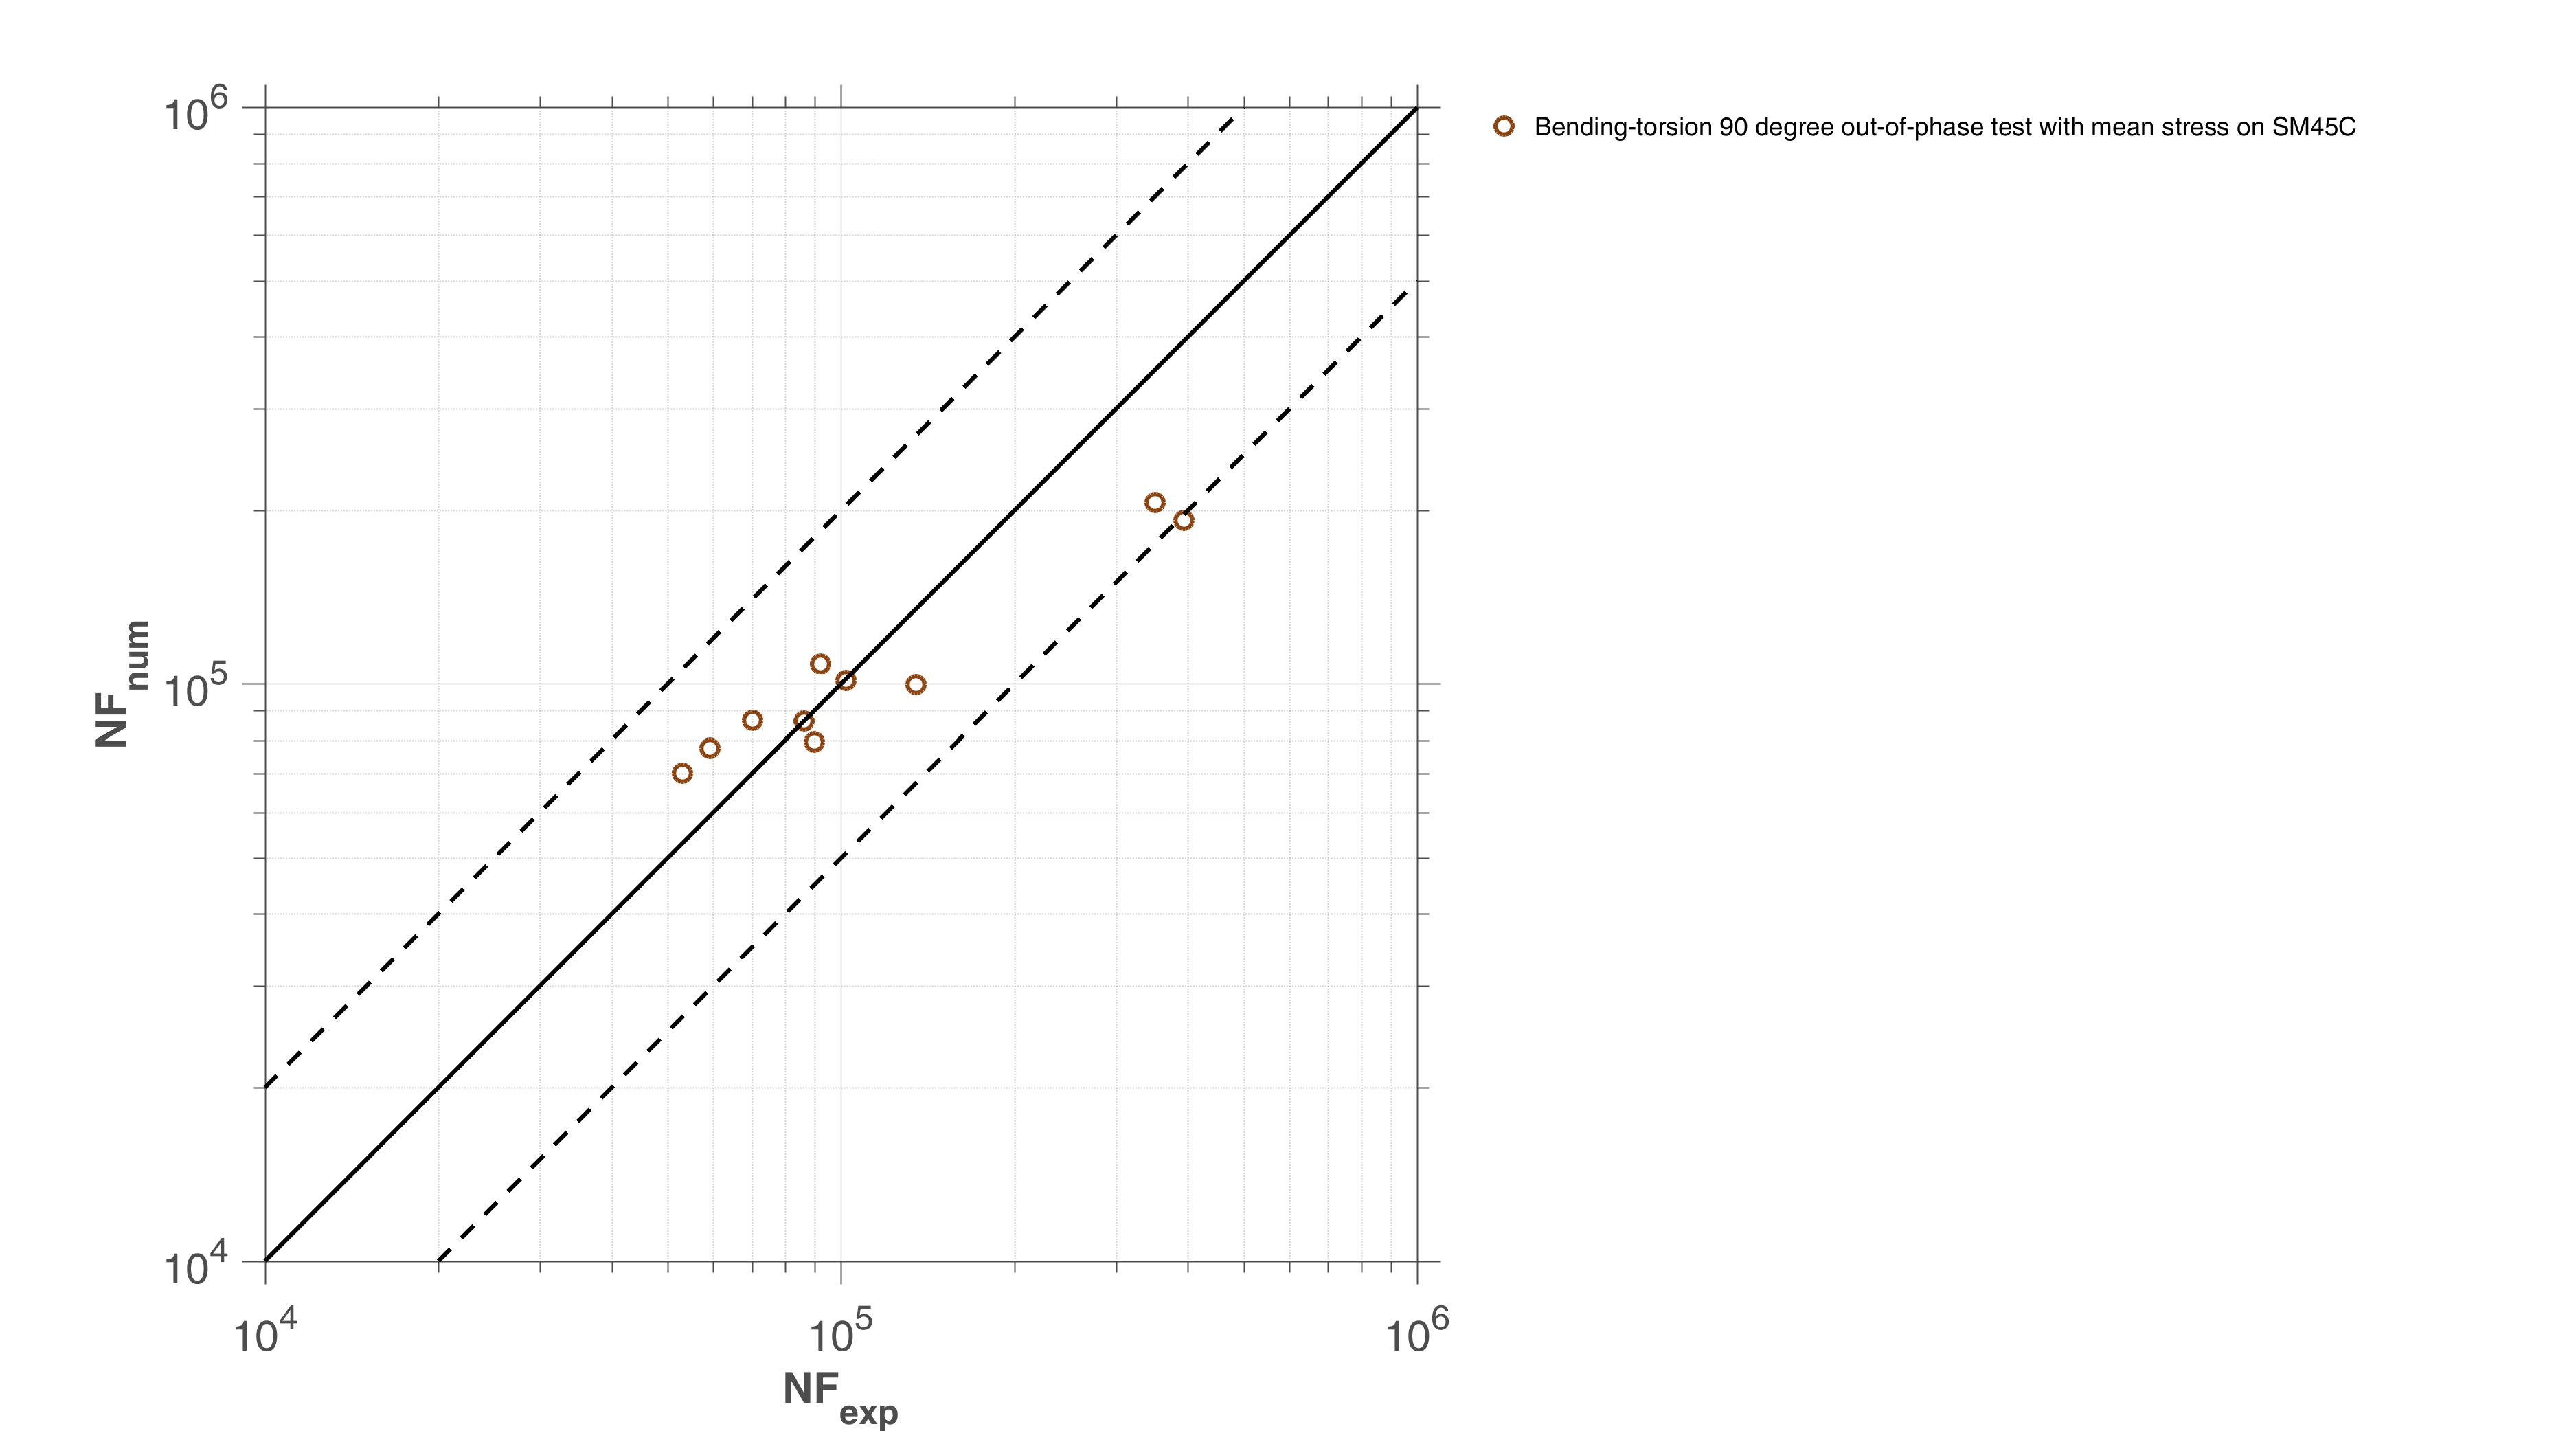 10^6
10^5
10^4
NF_num
10^4 10^5 10^6
NF_exp
Bending-torsion 90 degree out-of-phase test with mean stress on SM45C